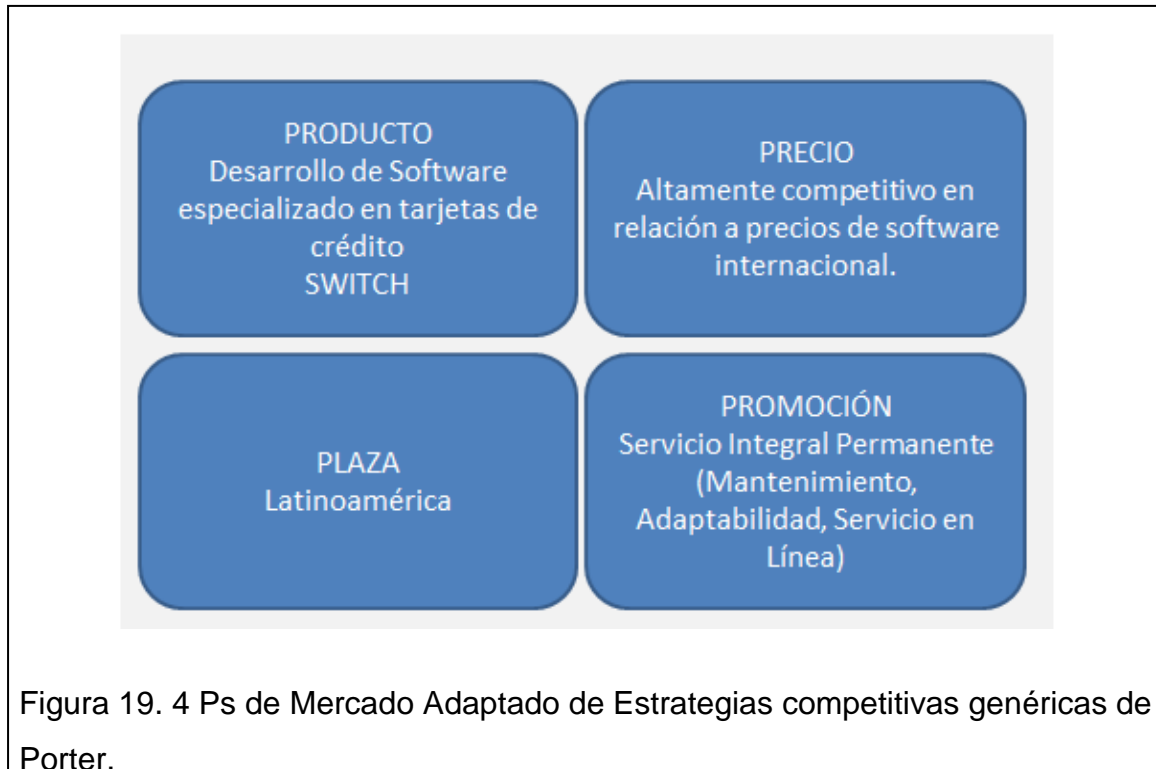 PRODUCTO
Desarrollo de Software
especializado en tarjetas de
crédito
SWITCH
PRECIO
Altamente competitivo en
relación a precios de software
internacional.
PLAZA
Latinoamérica
PROMOCIÓN
Servicio Integral Permanente
(Mantenimiento,
Adaptabilidad, Servicio en
Línea)
Figura 19. 4 Ps de Mercado Adaptado de Estrategias competitivas genéricas de
Porter.